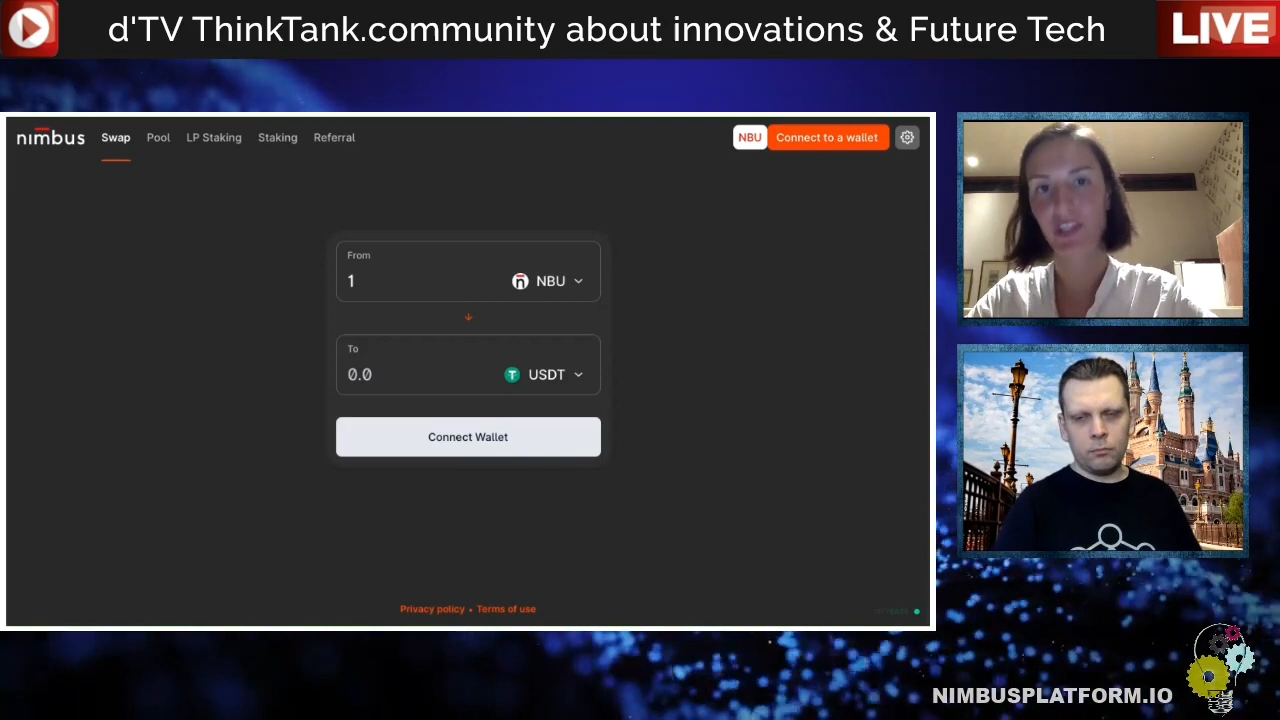 d'TV ThinkTank.community about innovations & Future Tech
LIVE
nimbus
Swap
Pool
LP Staking
Staking
Referral
NBU
Connect to a wallet
From
1
NBU
To
0.0
USDT
Connect Wallet
Privacy policy • Terms of use
NIMBUSPLATFORM.IO